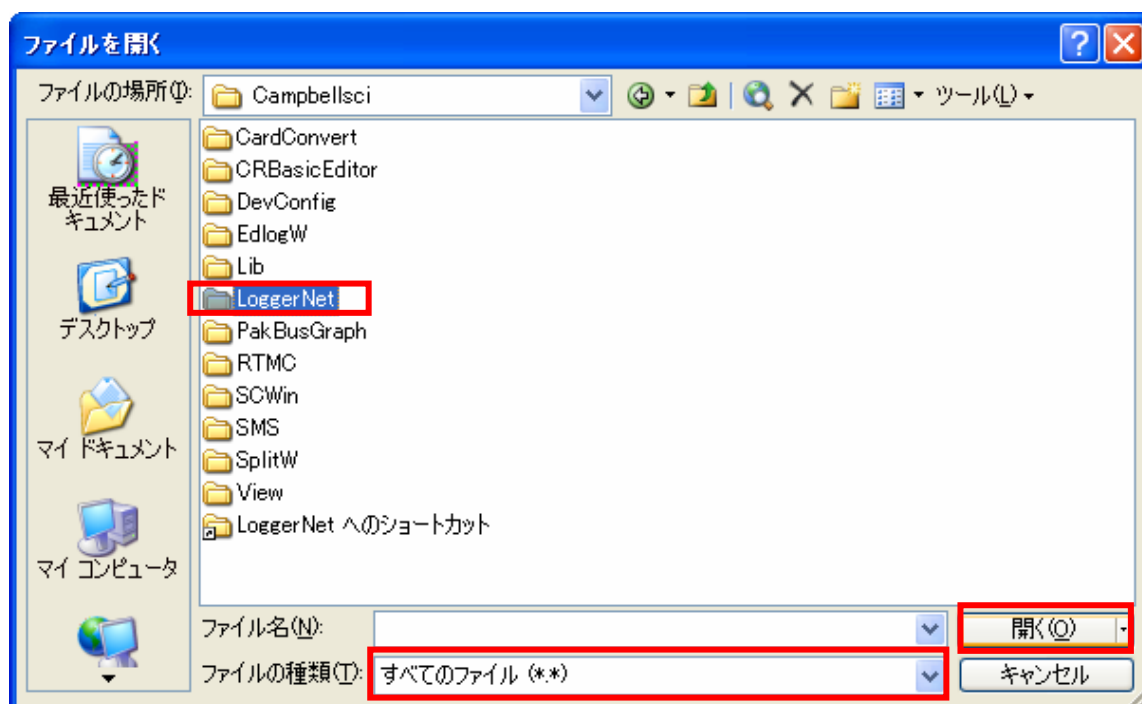 ファイルを開く
ファイルの場所(I):
Campbellsci
ツール(L)
最近使ったド
キュメント
デスクトップ
マイ ドキュメント
マイ コンピュータ
CardConvert
CRBasicEditor
DevConfig
EdlogW
Lib
LoggerNet
PakBusGraph
RTMC
SCWin
SMS
SplitW
View
LoggerNet へのショートカット
ファイル名(N):
開く(O)
ファイルの種類(T):
すべてのファイル (*.*)
キャンセル